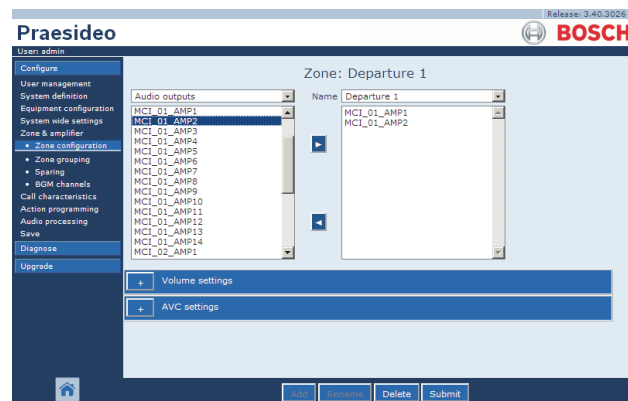 Release: 3.40.3026
Praesideo
BOSCH
User: admin
Configure
User management
System definition
Equipment configuration
System wide settings
Zone & amplifier
• Zone configuration
• Zone grouping
• Sparing
• BGM channels
Call characteristics
Action programming
Audio processing
Save
Diagnose
Upgrade
Zone: Departure 1
Audio outputs
MCI_01_AMP1
MCI_01_AMP2
MCI_01_AMP3
MCI_01_AMP4
MCI_01_AMP5
MCI_01_AMP6
MCI_01_AMP7
MCI_01_AMP8
MCI_01_AMP9
MCI_01_AMP10
MCI_01_AMP11
MCI_01_AMP12
MCI_01_AMP13
MCI_01_AMP14
MCI_02_AMP1
Name Departure 1
MCI_01_AMP1
MCI_01_AMP2
+ Volume settings
+ AVC settings
Add Rename Delete Submit